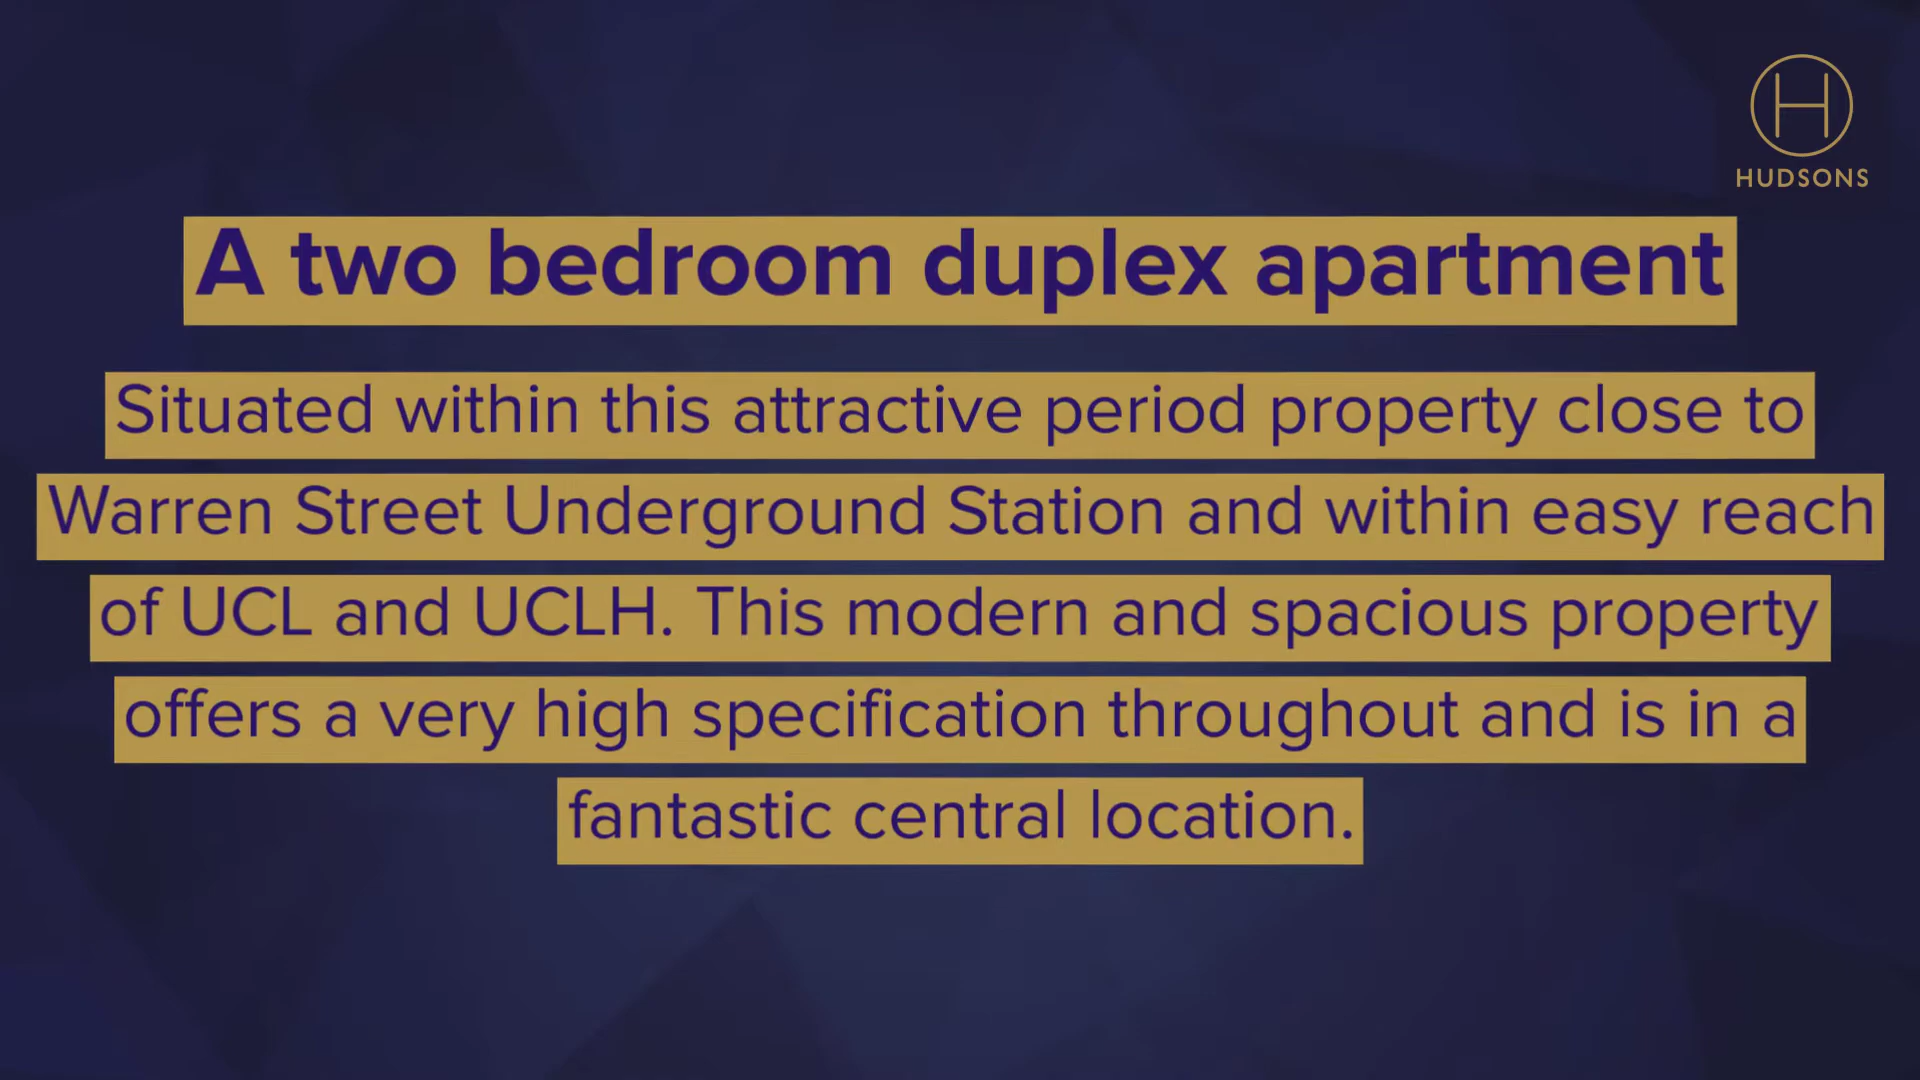 H
HUDSONS
A two bedroom duplex apartment
Situated within this attractive period property close to
Warren Street Underground Station and within easy reach
of UCL and UCLH. This modern and spacious property
offers a very high specification throughout and is in a
fantastic central location.